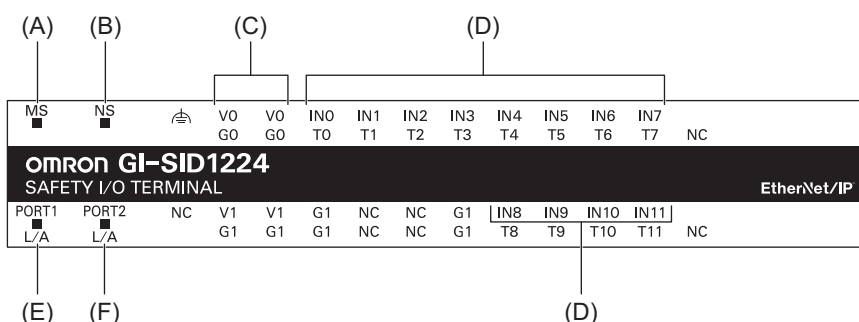 (A) (B) (C) (D)
MS NS V0 V0 IN0 IN1 IN2 IN3 IN4 IN5 IN6 IN7
G0 G0 T0 T1 T2 T3 T4 T5 T6 T7 NC
OMRON GI-SID1224
SAFETY I/O TERMINAL EtherNet/IP
PORT1 PORT2 NC V1 V1 G1 NC NC G1 IN8 IN9 IN10 IN11
L/A L/A G1 G1 G1 NC NC G1 T8 T9 T10 T11 NC
(E) (F) (D)